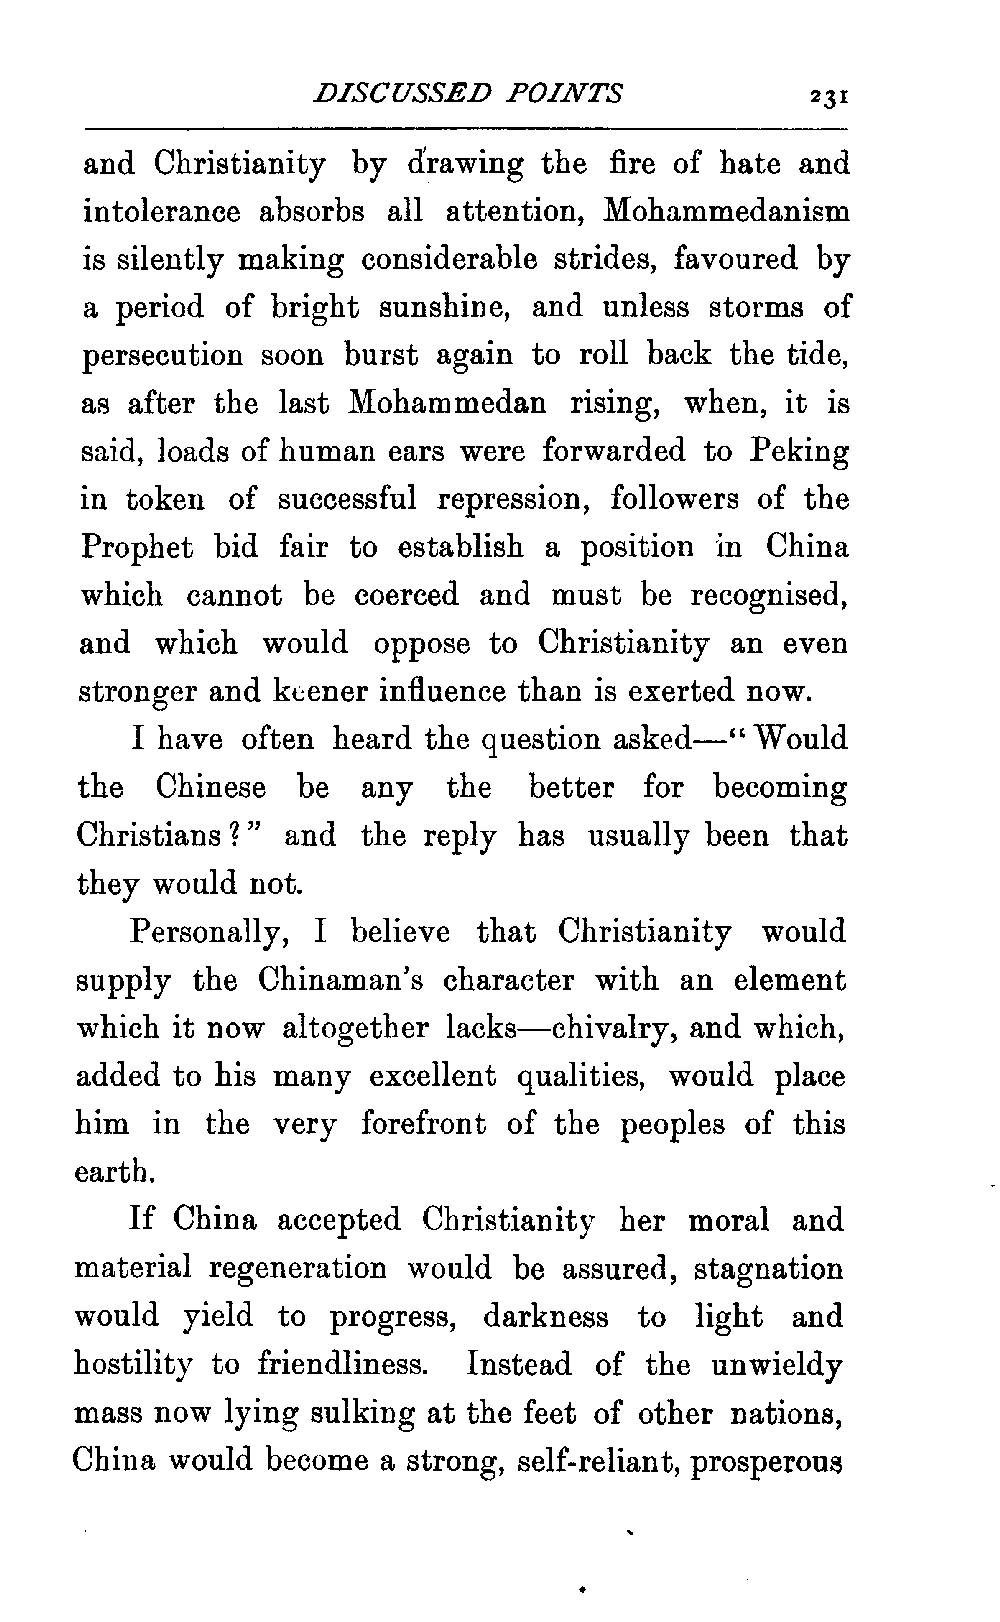 DISCUSSED POINTS 231
and Christianity by drawing the fire of hate and
intolerance absorbs all attention, Mohammedanism
is silently making considerable strides, favoured by
a period of bright sunshine, and unless storms of
persecution soon burst again to roll back the tide,
as after the last Mohammedan rising, when, it is
said, loads of human ears were forwarded to Peking
in token of successful repression, followers of the
Prophet bid fair to establish a position in China
which cannot be coerced and must be recognised,
and which would oppose to Christianity an even
stronger and keener influence than is exerted now.
I have often heard the question asked—“Would
the Chinese be any the better for becoming
Christians?” and the reply has usually been that
they would not.
Personally, I believe that Christianity would
supply the Chinaman's character with an element
which it now altogether lacks—chivalry, and which,
added to his many excellent qualities, would place
him in the very forefront of the peoples of this
earth.
If China accepted Christianity her moral and
material regeneration would be assured, stagnation
would yield to progress, darkness to light and
hostility to friendliness. Instead of the unwieldy
mass now lying sulking at the feet of other nations,
China would become a strong, self-reliant, prosperous